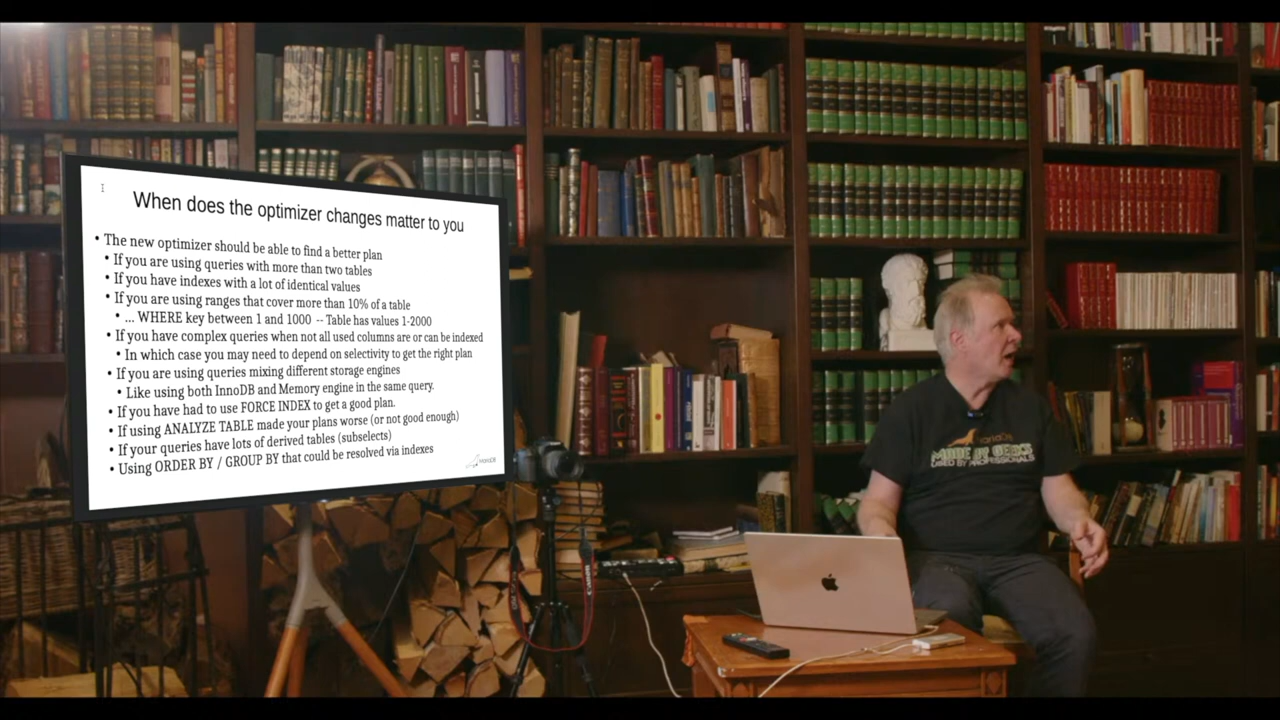 When does the optimizer changes matter to you
• The new optimizer should be able to find a better plan
• If you are using queries with more than two tables
• If you have indexes with a lot of identical values
• If you are using ranges that cover more than 10% of a table
• ... WHERE key between 1 and 1000 -- Table has values 1-2000
• If you have complex queries when not all used columns are or can be indexed
• In which case you may need to depend on selectivity to get the right plan
• If you are using queries mixing different storage engines
• Like using both InnoDB and Memory engine in the same query.
• If you have had to use FORCE INDEX to get a good plan.
• If using ANALYZE TABLE made your plans worse (or not good enough)
• If your queries have lots of derived tables (subselects)
• Using ORDER BY / GROUP BY that could be resolved via indexes
MariaDB
MariaDB
MADE BY GEEKS
USED BY PROFESSIONALS